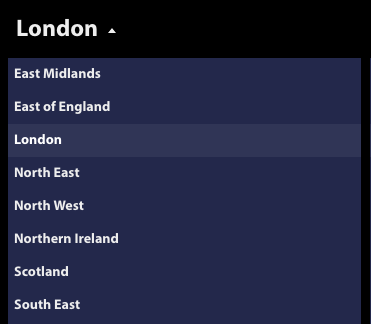 London
East Midlands
East of England
London
North East
North West
Northern Ireland
Scotland
South East